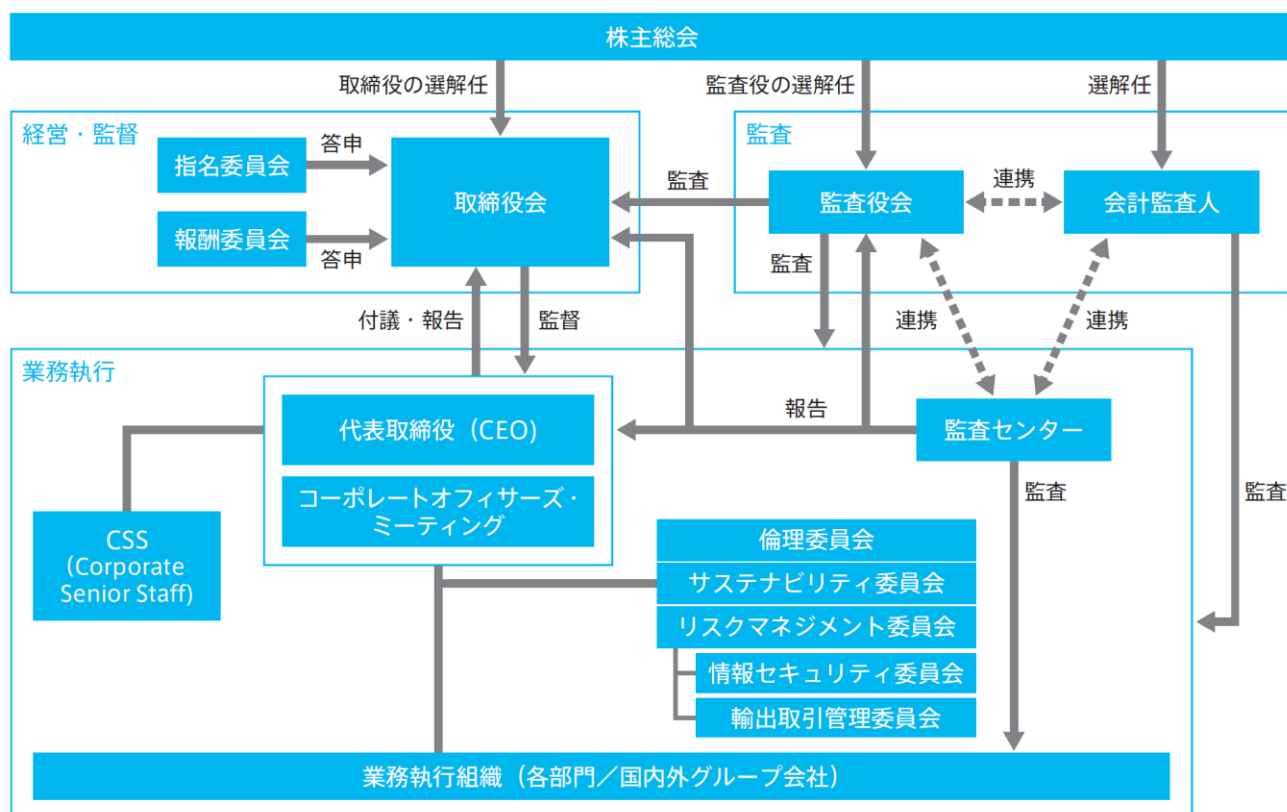 株主総会
取締役の選解任
監査役の選解任
選解任
経営・監督
監査
指名委員会
答申
取締役会
報酬委員会
答申
監査
監査役会
連携
会計監査人
監査
付議・報告
監督
連携
連携
業務執行
代表取締役（CEO)
報告
監査センター
コーポレートオフィサーズ・
ミーティング
監査
監査
CSS
(Corporate
Senior Staff)
倫理委員会
サステナビリティ委員会
リスクマネジメント委員会
情報セキュリティ委員会
輸出取引管理委員会
業務執行組織（各部門／国内外グループ会社）